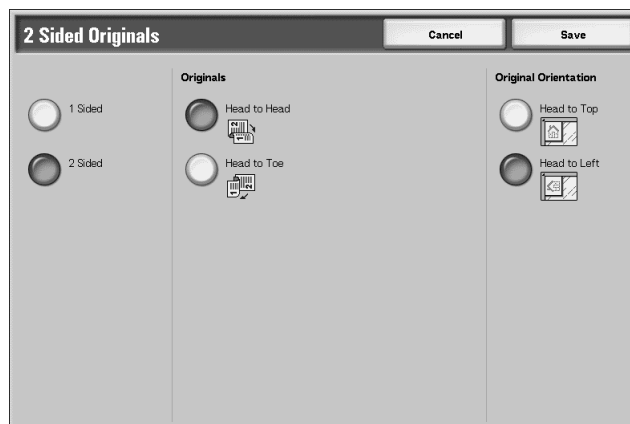 2 Sided Originals
Cancel
Save
1 Sided
2 Sided
Originals
Head to Head
Head to Toe
Original Orientation
Head to Top
Head to Left